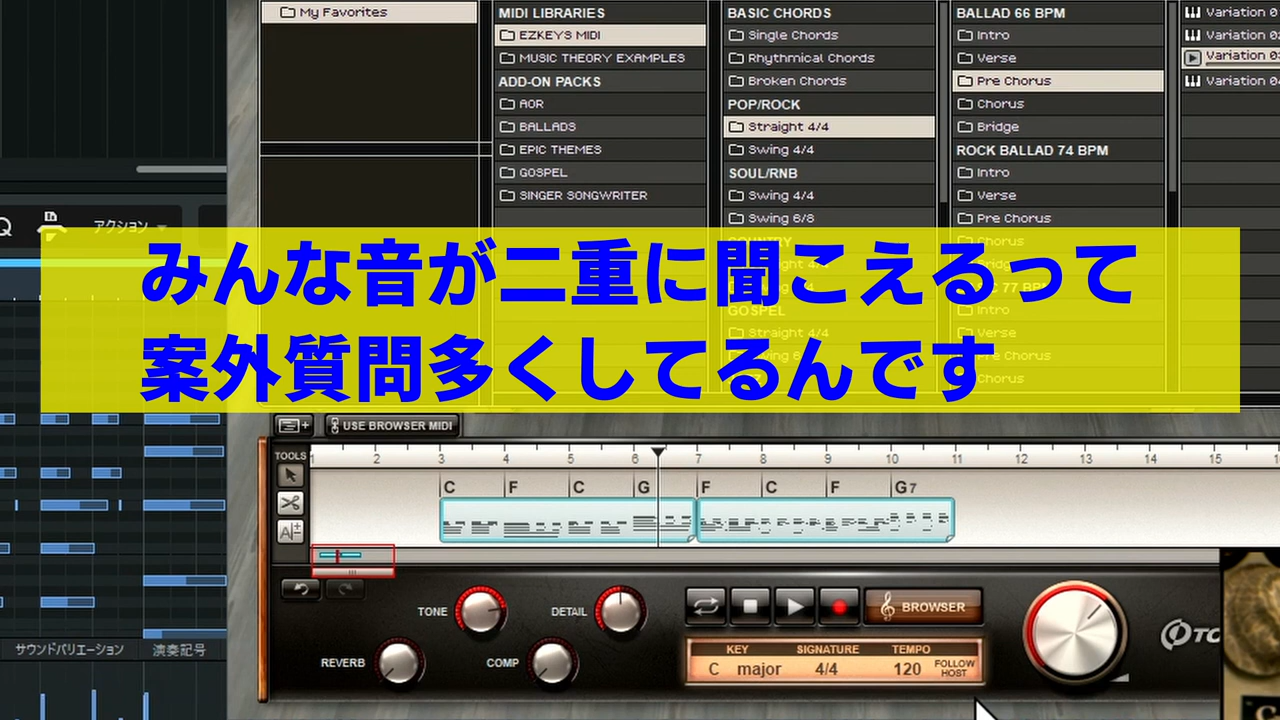 My Favorites
MIDI LIBRARIES
EZKEYS MIDI
MUSIC THEORY EXAMPLES
ADD-ON PACKS
AOR
BALLADS
EPIC THEMES
GOSPEL
SINGER SONGWRITER
BASIC CHORDS
Single Chords
Rhythmical Chords
Broken Chords
POP/ROCK
Straight 4/4
Swing 4/4
SOUL/RNB
Swing 4/4
Swing 6/8
COUNTRY
GOSPEL
Straight 4/4
BALLAD 66 BPM
Intro
Verse
Pre Chorus
Chorus
Bridge
ROCK BALLAD 74 BPM
Intro
Verse
Pre Chorus
Chorus
Intro
Verse
Pre Chorus
Chorus
Variation
Variation
Variation
Variation
アクション
みんな音が二重に聞こえるって
案外質問多くしてるんです
USE BROWSER MIDI
TOOLS
1 2 3 4 5 6 7 8 9 10 11 12 13 14 15
C F C G F C F G7
TONE
DETAIL
REVERB
COMP
BROWSER
KEY SIGNATURE TEMPO
C major 4/4 120 FOLLOW HOST
サウンドバリエーション
演奏記号